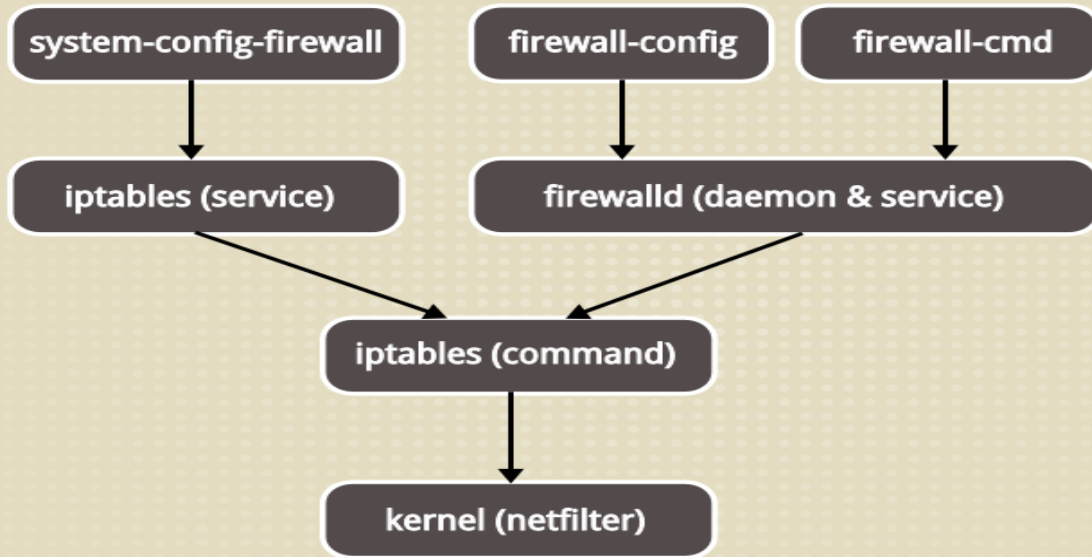 system-config-firewall
firewall-config
firewall-cmd
iptables (service)
firewalld (daemon & service)
iptables (command)
kernel (netfilter)